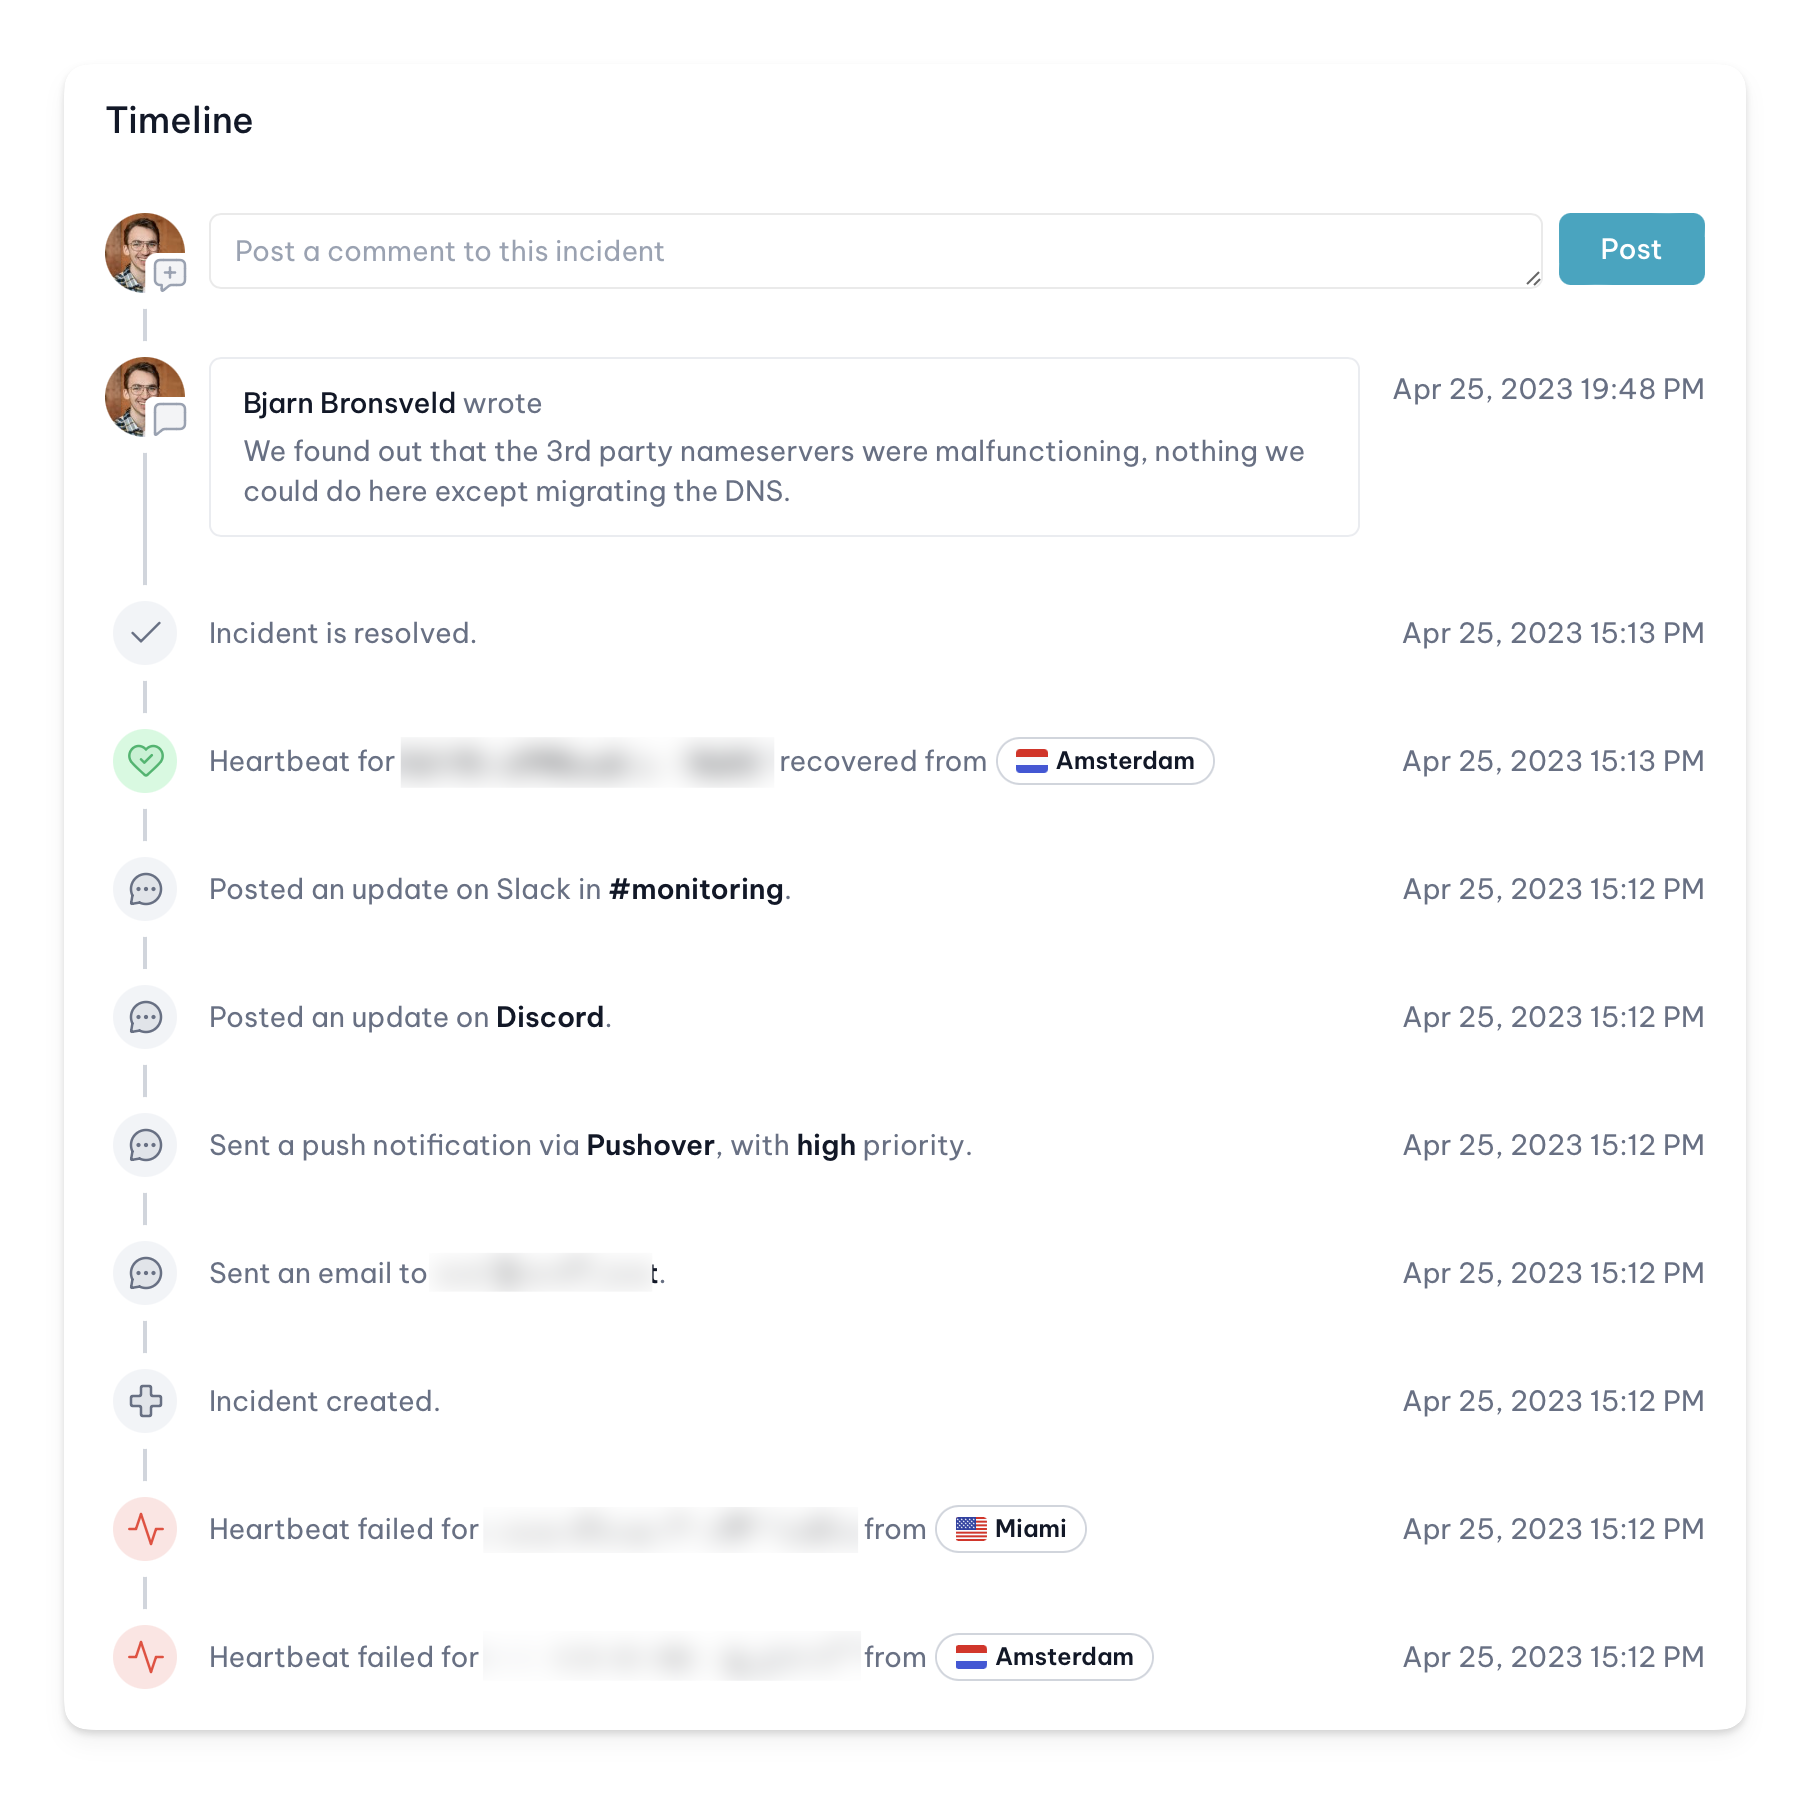 Timeline
Post a comment to this incident
Post
Bjarn Bronsveld wrote
Apr 25, 2023 19:48 PM
We found out that the 3rd party nameservers were malfunctioning, nothing we
could do here except migrating the DNS.
Incident is resolved. Apr 25, 2023 15:13 PM
Heartbeat for recovered from Amsterdam Apr 25, 2023 15:13 PM
Posted an update on Slack in #monitoring. Apr 25, 2023 15:12 PM
Posted an update on Discord. Apr 25, 2023 15:12 PM
Sent a push notification via Pushover, with high priority. Apr 25, 2023 15:12 PM
Sent an email to t. Apr 25, 2023 15:12 PM
Incident created. Apr 25, 2023 15:12 PM
Heartbeat failed for from Miami Apr 25, 2023 15:12 PM
Heartbeat failed for from Amsterdam Apr 25, 2023 15:12 PM